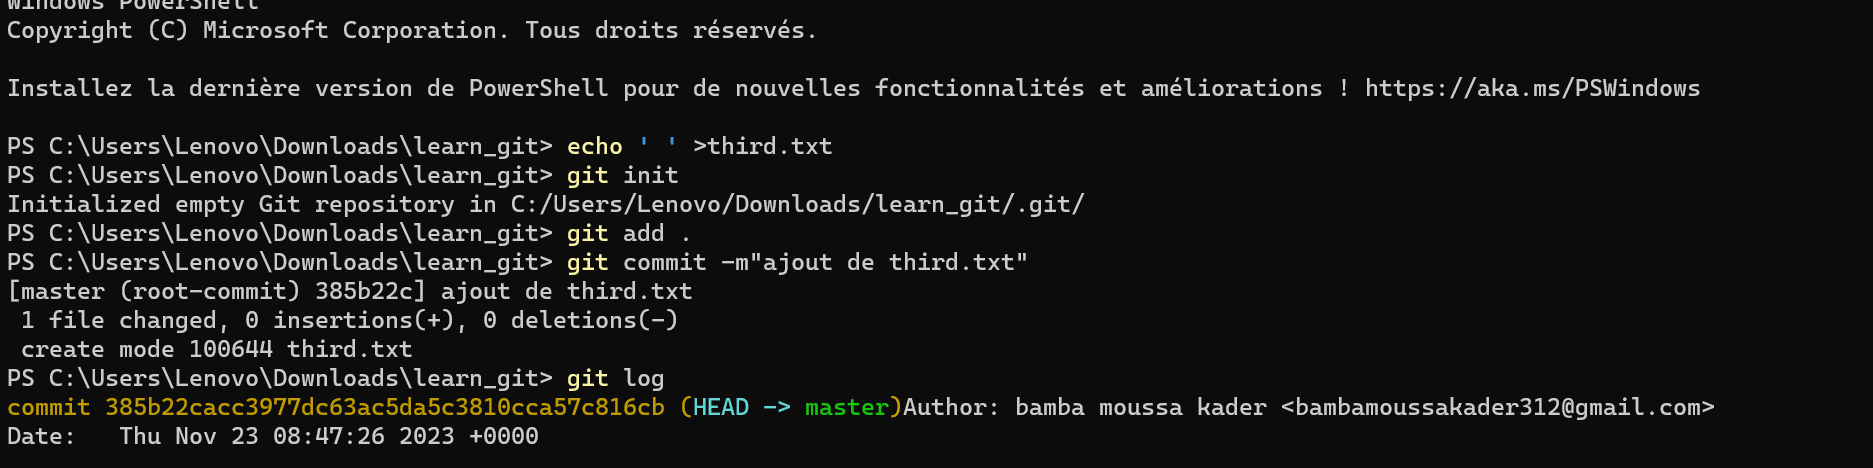 Windows PowerShell
Copyright (C) Microsoft Corporation. Tous droits réservés.
Installez la dernière version de PowerShell pour de nouvelles fonctionnalités et améliorations ! https://aka.ms/PSWindows
PS C:\Users\Lenovo\Downloads\learn_git> echo ' ' >third.txt
PS C:\Users\Lenovo\Downloads\learn_git> git init
Initialized empty Git repository in C:/Users/Lenovo/Downloads/learn_git/.git/
PS C:\Users\Lenovo\Downloads\learn_git> git add .
PS C:\Users\Lenovo\Downloads\learn_git> git commit -m"ajout de third.txt"
[master (root-commit) 385b22c] ajout de third.txt
 1 file changed, 0 insertions(+), 0 deletions(-)
 create mode 100644 third.txt
PS C:\Users\Lenovo\Downloads\learn_git> git log
commit 385b22cacc3977dc63ac5da5c3810cca57c816cb (HEAD -> master)Author: bamba moussa kader <bambamoussakader312@gmail.com>
Date:   Thu Nov 23 08:47:26 2023 +0000